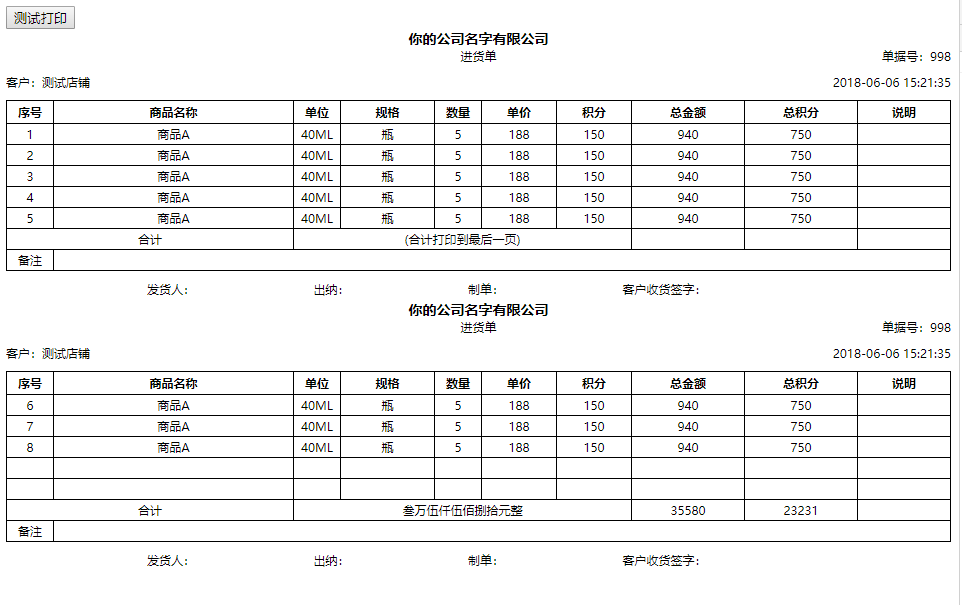 测试打印
你的公司名字有限公司
进货单 单据号：998
客户：测试店铺 2018-06-06 15:21:35
序号 商品名称 单位 规格 数量 单价 积分 总金额 总积分 说明
1 商品A 40ML 瓶 5 188 150 940 750
2 商品A 40ML 瓶 5 188 150 940 750
3 商品A 40ML 瓶 5 188 150 940 750
4 商品A 40ML 瓶 5 188 150 940 750
5 商品A 40ML 瓶 5 188 150 940 750
合计 (合计打印到最后一页)
备注
发货人: 出纳: 制单: 客户收货签字:
你的公司名字有限公司
进货单 单据号：998
客户：测试店铺 2018-06-06 15:21:35
序号 商品名称 单位 规格 数量 单价 积分 总金额 总积分 说明
6 商品A 40ML 瓶 5 188 150 940 750
7 商品A 40ML 瓶 5 188 150 940 750
8 商品A 40ML 瓶 5 188 150 940 750
合计 叁万伍仟伍佰捌拾元整 35580 23231
备注
发货人: 出纳: 制单: 客户收货签字: